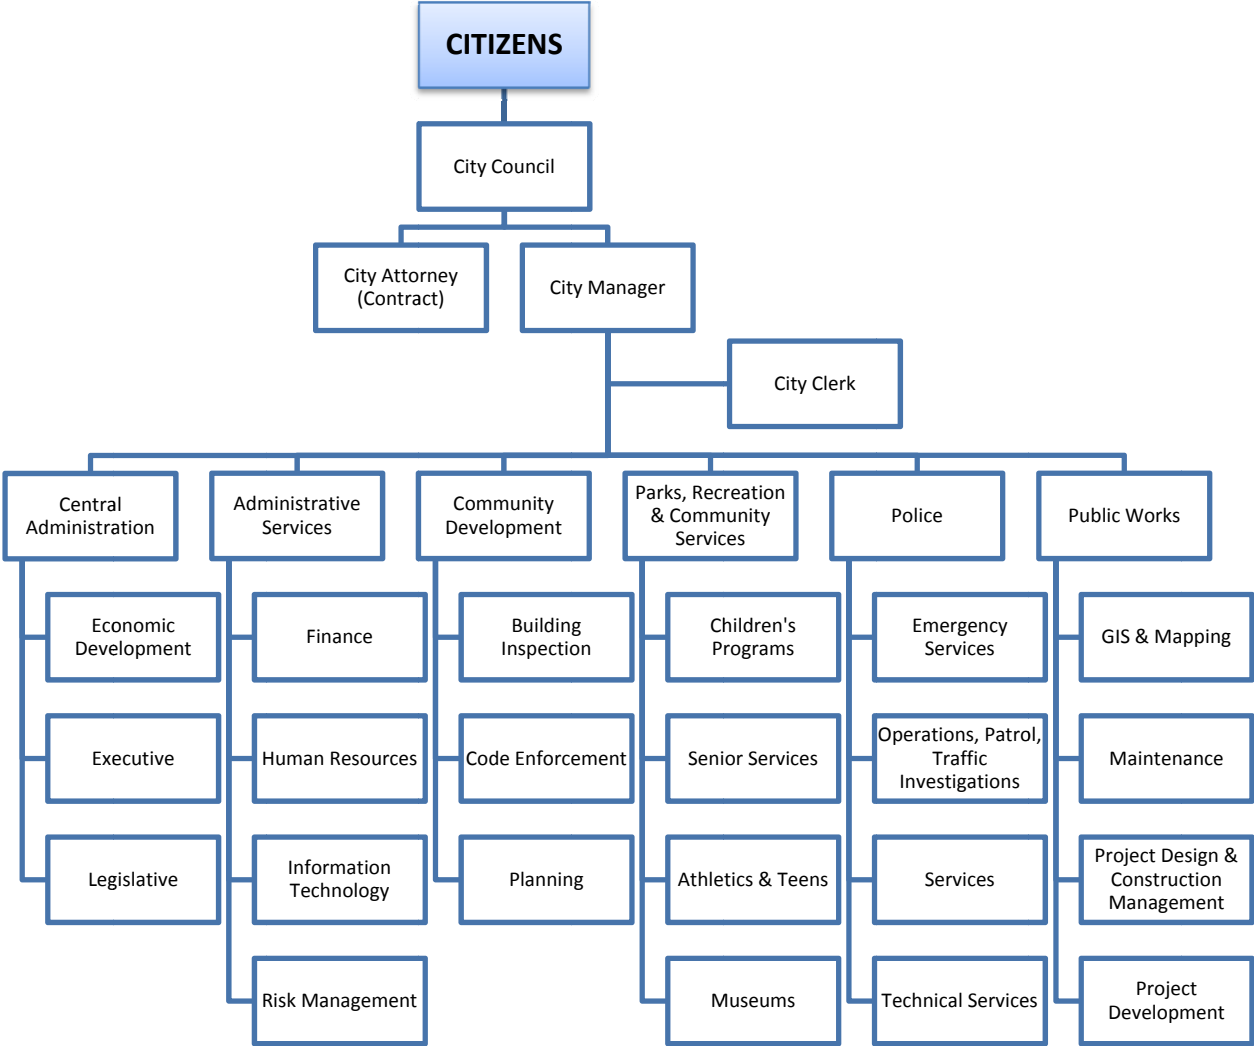 CITIZENS
City Council
City Attorney
(Contract)
City Manager
City Clerk
Central
Administration
Administrative
Services
Community
Development
Parks, Recreation
& Community
Services
Police
Public Works
Economic
Development
Finance
Building
Inspection
Children's
Programs
Emergency
Services
GIS & Mapping
Executive
Human Resources
Code Enforcement
Senior Services
Operations, Patrol,
Traffic
Investigations
Maintenance
Legislative
Information
Technology
Planning
Athletics & Teens
Services
Project Design &
Construction
Management
Risk Management
Museums
Technical Services
Project
Development